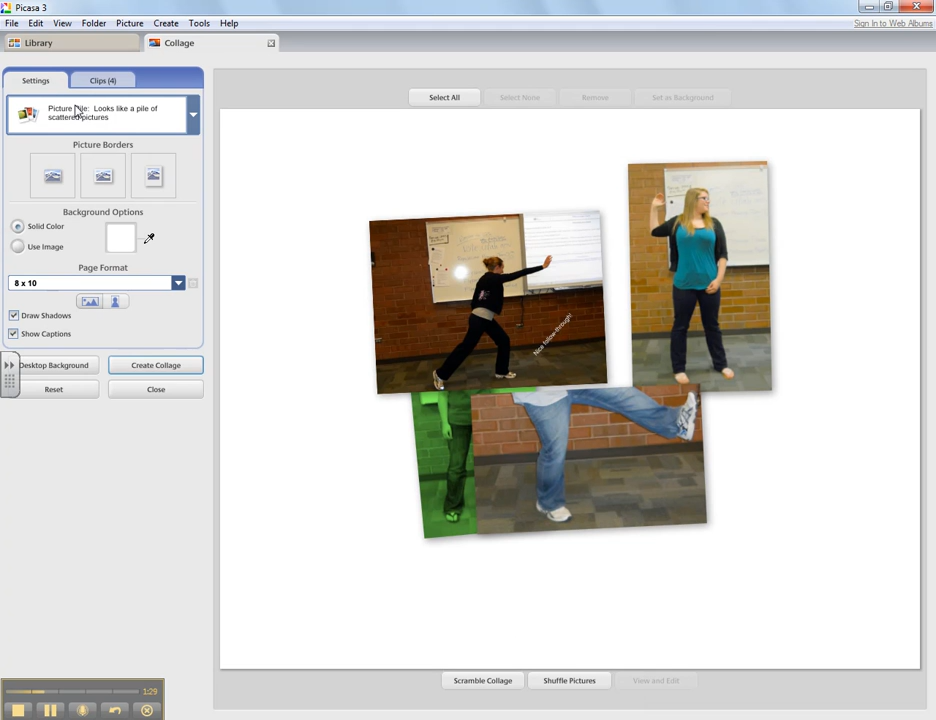 Picasa 3
File Edit View Folder Picture Create Tools Help
Sign In to Web Albums
Library
Collage
Settings
Clips (4)
Picture Pile: Looks like a pile of
scattered pictures
Picture Borders
Background Options
Solid Color
Use Image
Page Format
8 x 10
Draw Shadows
Show Captions
Desktop Background
Create Collage
Reset
Close
Select All
Select None
Remove
Set as Background
Nice follow-through!
Scramble Collage
Shuffle Pictures
View and Edit
1:29